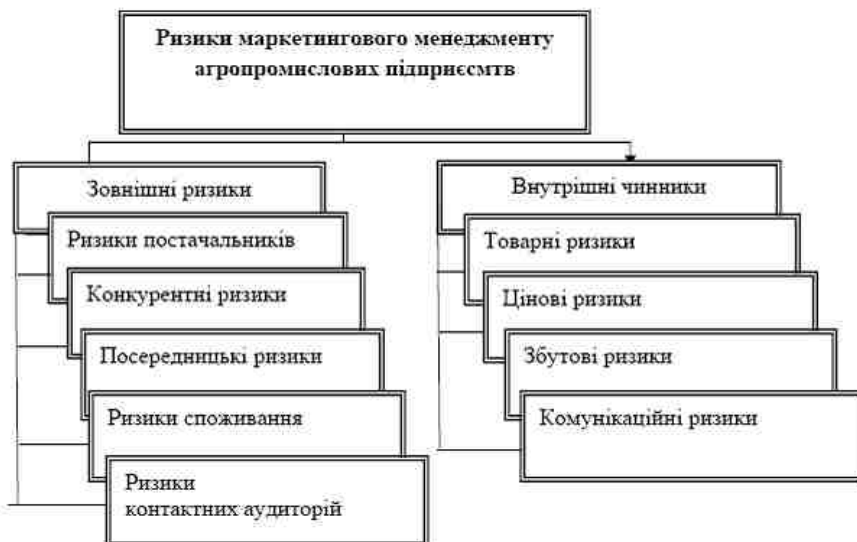 Ризики маркетингового менеджменту
агропромислових підприєсмтв
Зовнішні ризики
Ризики постачальників
Конкурентні ризики
Посередницькі ризики
Ризики споживання
Ризики
контактних аудиторій
Внутрішні чинники
Товарні ризики
Цінові ризики
Збутові ризики
Комунікаційні ризики